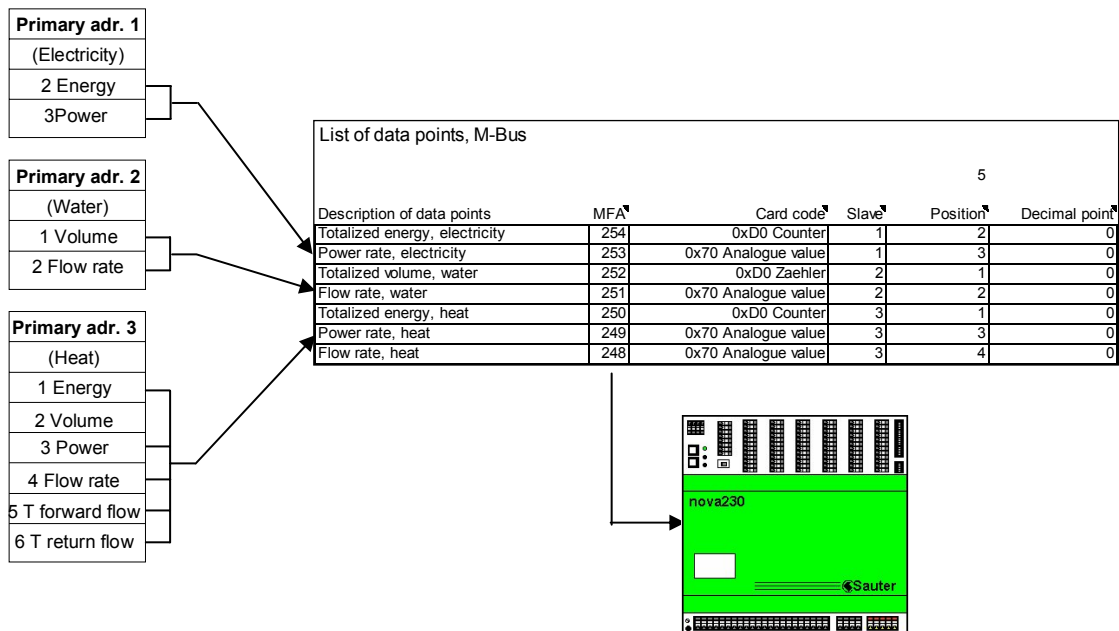 Primary adr. 1
(Electricity)
2 Energy
3Power
Primary adr. 2
(Water)
1 Volume
2 Flow rate
Primary adr. 3
(Heat)
1 Energy
2 Volume
3 Power
4 Flow rate
5 T forward flow
6 T return flow
List of data points, M-Bus
5
Description of data points MFA Card code Slave Position Decimal point
Totalized energy, electricity 254 0xD0 Counter 1 2 0
Power rate, electricity 253 0x70 Analogue value 1 3 0
Totalized volume, water 252 0xD0 Zaehler 2 1 0
Flow rate, water 251 0x70 Analogue value 2 2 0
Totalized energy, heat 250 0xD0 Counter 3 1 0
Power rate, heat 249 0x70 Analogue value 3 3 0
Flow rate, heat 248 0x70 Analogue value 3 4 0
nova230
Sauter